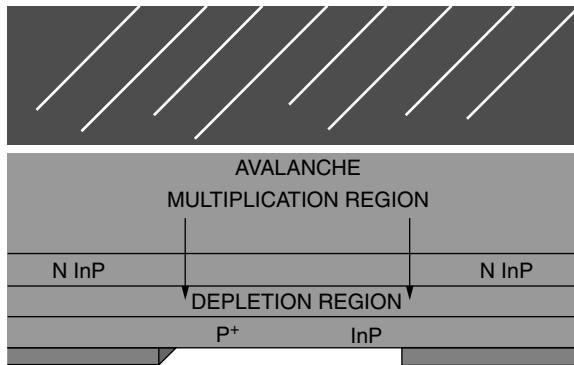 AVALANCHE
MULTIPLICATION REGION
N InP N InP
DEPLETION REGION
P+ InP